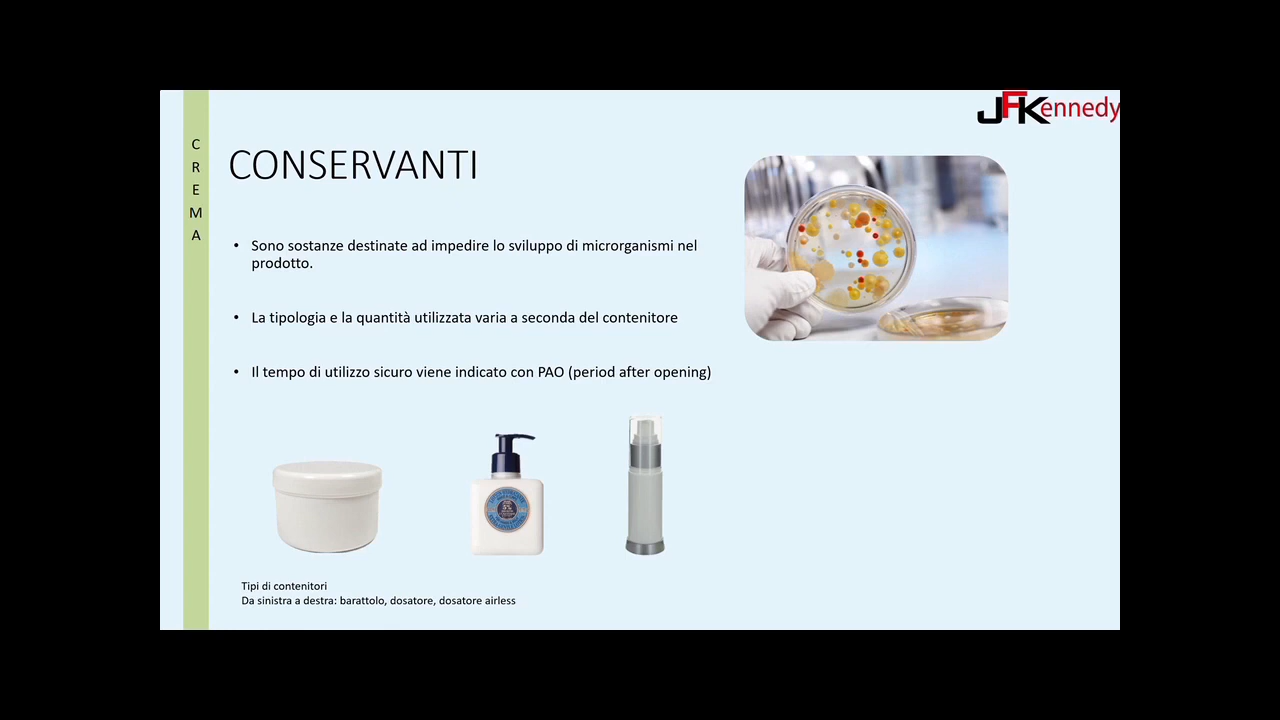 JFKennedy
C
R
E
M
A
CONSERVANTI
• Sono sostanze destinate ad impedire lo sviluppo di microrganismi nel
prodotto.
• La tipologia e la quantità utilizzata varia a seconda del contenitore
• Il tempo di utilizzo sicuro viene indicato con PAO (period after opening)
Tipi di contenitori
Da sinistra a destra: barattolo, dosatore, dosatore airless